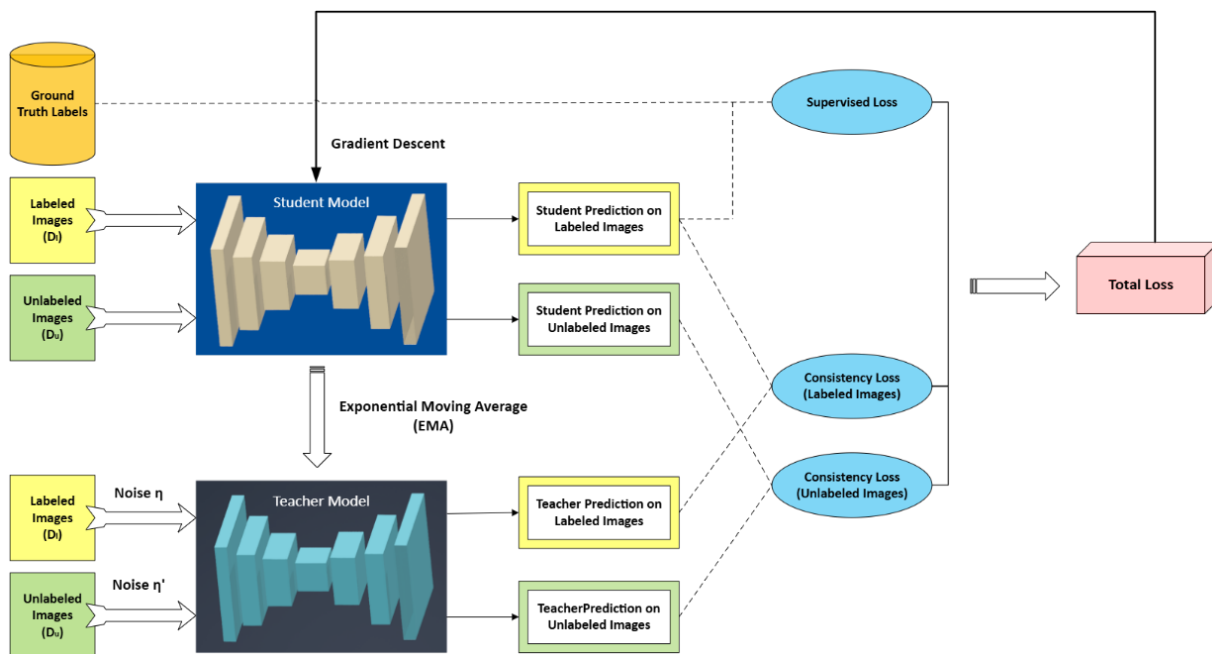 Ground
Truth Labels
Supervised Loss
Gradient Descent
Labeled
Images
(Dₗ)
Student Model
Student Prediction on
Labeled Images
Unlabeled
Images
(Dᵤ)
Student Prediction on
Unlabeled Images
Total Loss
Consistency Loss
(Labeled Images)
Exponential Moving Average
(EMA)
Consistency Loss
(Unlabeled Images)
Labeled
Images
(Dₗ)
Noise η
Teacher Model
Teacher Prediction on
Labeled Images
Unlabeled
Images
(Dᵤ)
Noise η'
TeacherPrediction on
Unlabeled Images